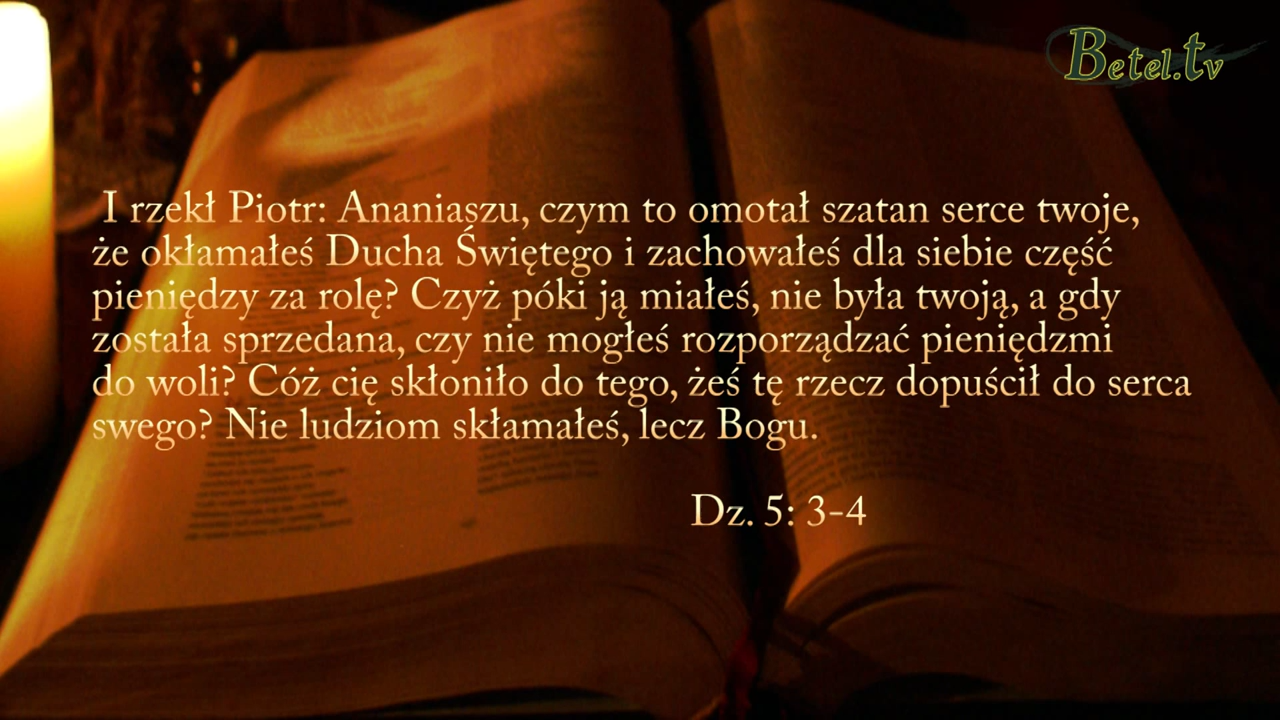 Betel.tv
I rzekł Piotr: Ananiaszu, czym to omotał szatan serce twoje,
że okłamałeś Ducha Świętego i zachowałeś dla siebie część
pieniędzy za rolę? Czyż póki ją miałeś, nie była twoją, a gdy
została sprzedana, czy nie mogłeś rozporządzać pieniędzmi
do woli? Cóż cię skłoniło do tego, żeś tę rzecz dopuścił do serca
swego? Nie ludziom skłamałeś, lecz Bogu.
Dz. 5: 3-4